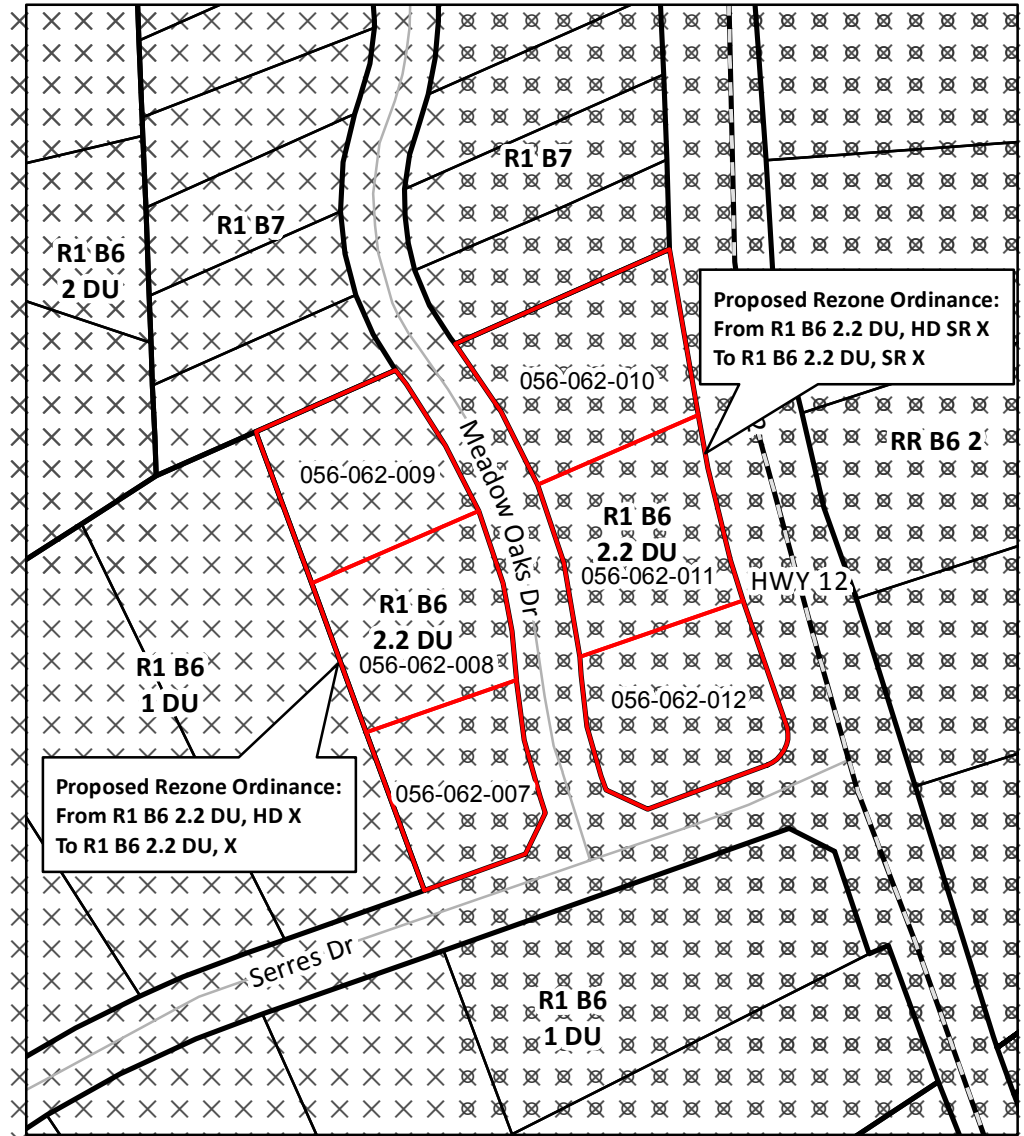 R1 B7
R1 B7
R1 B6
2 DU
Proposed Rezone Ordinance:
From R1 B6 2.2 DU, HD SR X
To R1 B6 2.2 DU, SR X
056-062-010
Meadow Oaks Dr
RR B6 2
056-062-009
R1 B6
2.2 DU
056-062-011
HWY 12
R1 B6
2.2 DU
056-062-008
R1 B6
1 DU
056-062-012
Proposed Rezone Ordinance:
From R1 B6 2.2 DU, HD X
To R1 B6 2.2 DU, X
056-062-007
Serres Dr
R1 B6
1 DU